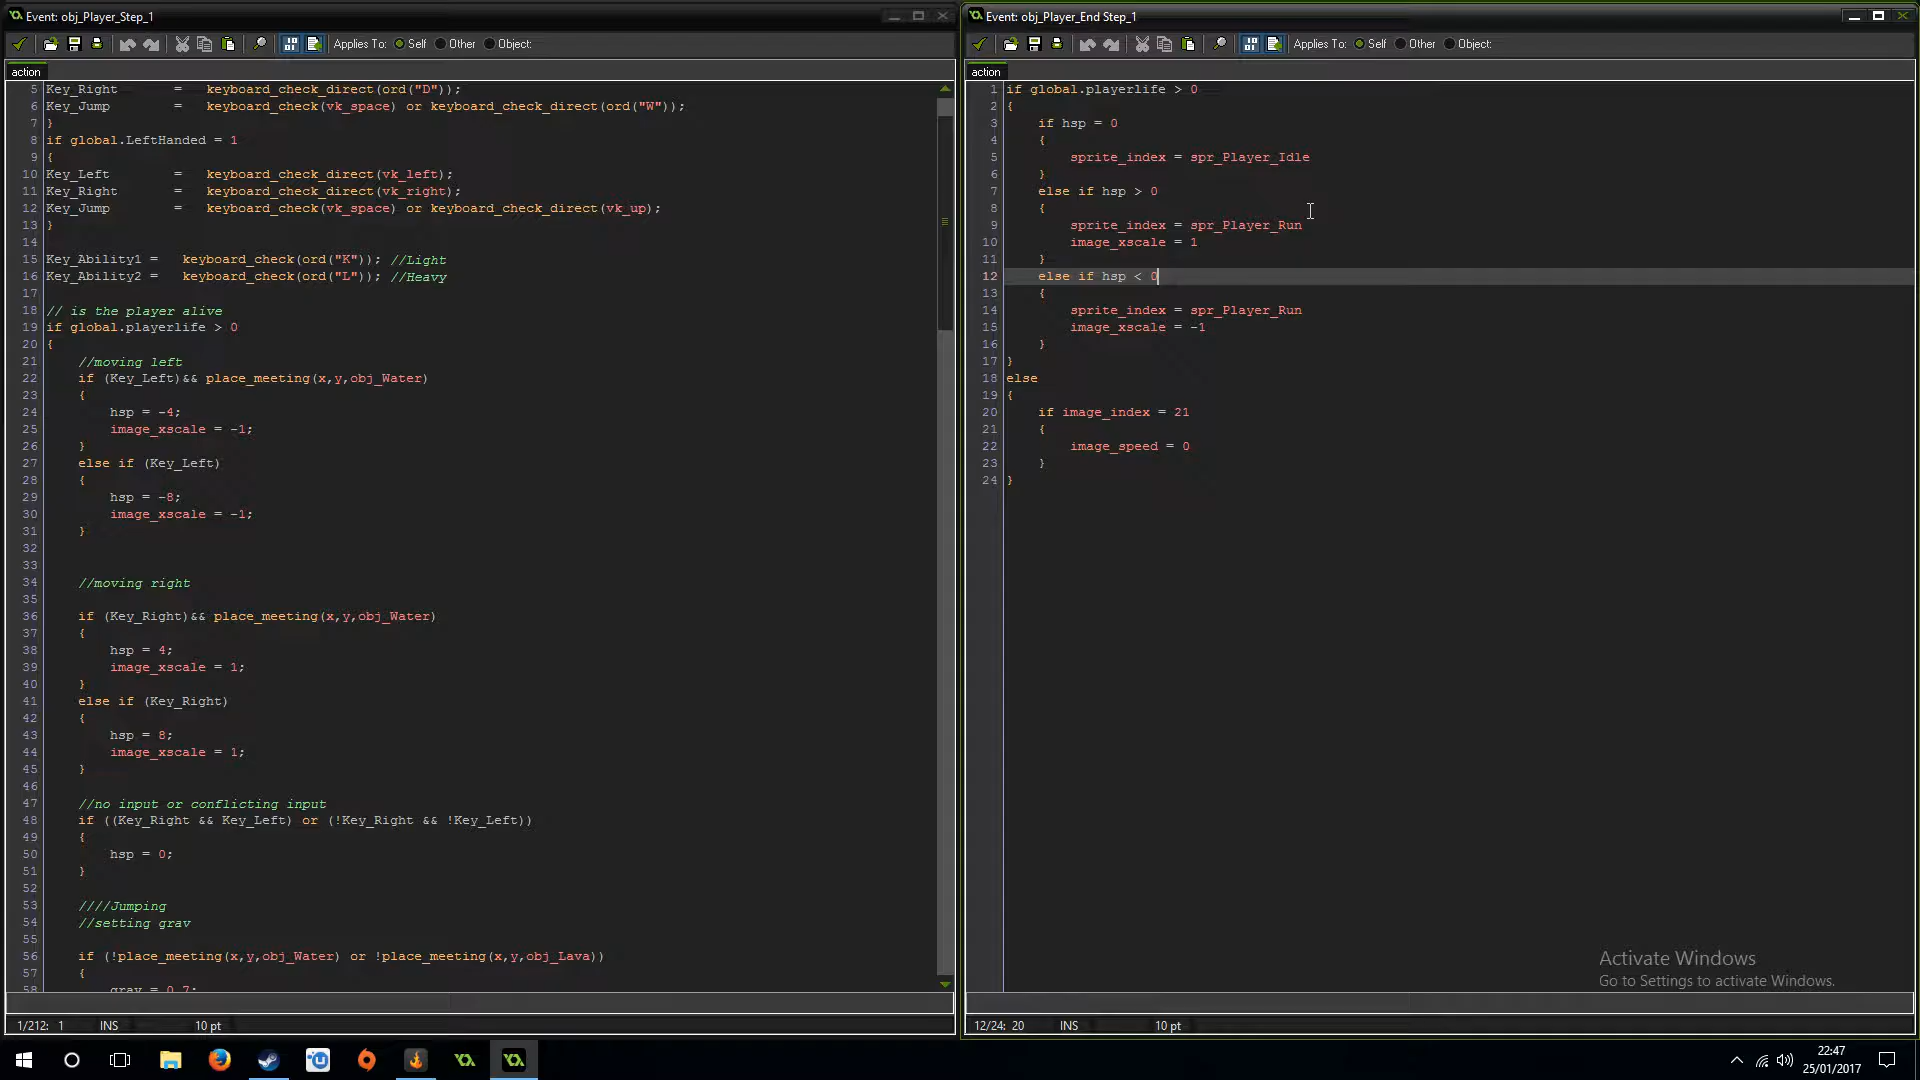 Event: obj_Player_Step_1
Applies To: Self Other Object:
action
5 Key_Right = keyboard_check_direct(ord("D"));
6 Key_Jump = keyboard_check(vk_space) or keyboard_check_direct(ord("W"));
7 }
8 if global.LeftHanded = 1
9 {
10 Key_Left = keyboard_check_direct(vk_left);
11 Key_Right = keyboard_check_direct(vk_right);
12 Key_Jump = keyboard_check(vk_space) or keyboard_check_direct(vk_up);
13 }
14
15 Key_Ability1 = keyboard_check(ord("K")); //Light
16 Key_Ability2 = keyboard_check(ord("L")); //Heavy
17
18 // is the player alive
19 if global.playerlife > 0
20 {
21 //moving left
22 if (Key_Left)&& place_meeting(x,y,obj_Water)
23 {
24 hsp = -4;
25 image_xscale = -1;
26 }
27 else if (Key_Left)
28 {
29 hsp = -8;
30 image_xscale = -1;
31 }
32
33
34 //moving right
35
36 if (Key_Right)&& place_meeting(x,y,obj_Water)
37 {
38 hsp = 4;
39 image_xscale = 1;
40 }
41 else if (Key_Right)
42 {
43 hsp = 8;
44 image_xscale = 1;
45 }
46
47 //no input or conflicting input
48 if ((Key_Right && Key_Left) or (!Key_Right && !Key_Left))
49 {
50 hsp = 0;
51 }
52
53 ////Jumping
54 //setting grav
55
56 if (!place_meeting(x,y,obj_Water) or !place_meeting(x,y,obj_Lava))
57 {
58 grav = 0.7;
1/212: 1 INS 10 pt
Event: obj_Player_End Step_1
Applies To: Self Other Object:
action
1 if global.playerlife > 0
2 {
3 if hsp = 0
4 {
5 sprite_index = spr_Player_Idle
6 }
7 else if hsp > 0
8 {
9 sprite_index = spr_Player_Run
10 image_xscale = 1
11 }
12 else if hsp < 0
13 {
14 sprite_index = spr_Player_Run
15 image_xscale = -1
16 }
17 }
18 else
19 {
20 if image_index = 21
21 {
22 image_speed = 0
23 }
24 }
Activate Windows
Go to Settings to activate Windows.
12/24: 20 INS 10 pt
22:47
25/01/2017